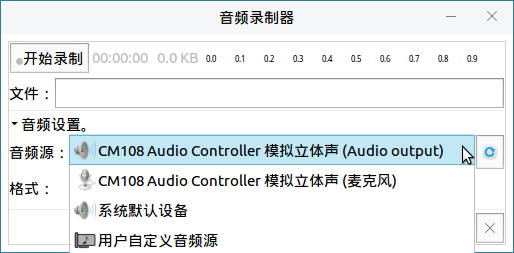 音频录制器
开始录制 00:00:00 0.0 KB 0.0 0.1 0.2 0.3 0.4 0.5 0.6 0.7 0.8 0.9
文件：
音频设置。
音频源： CM108 Audio Controller 模拟立体声 (Audio output)
CM108 Audio Controller 模拟立体声 (麦克风)
格式：
系统默认设备
用户自定义音频源